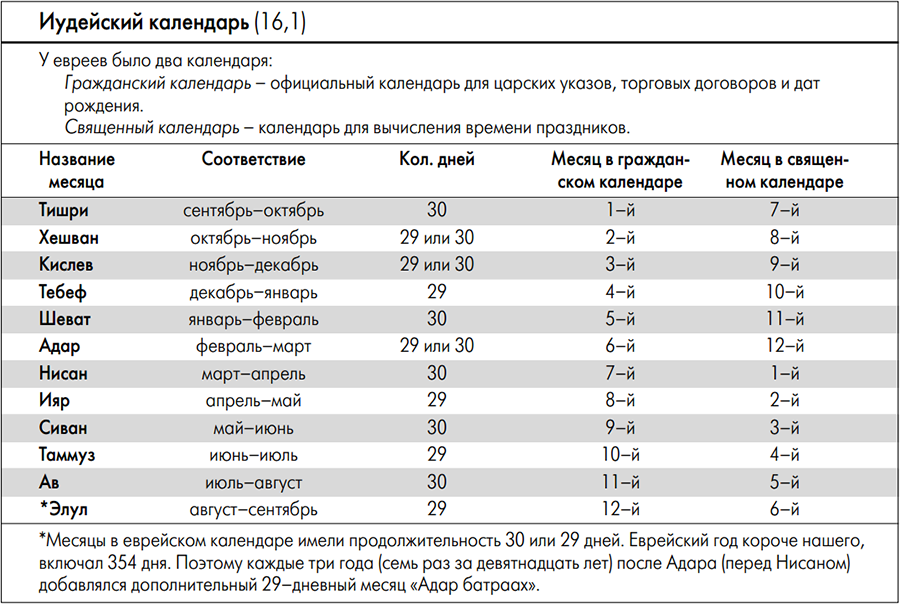 Иудейский календарь (16,1)
У евреев было два календаря:
Гражданский календарь – официальный календарь для царских указов, торговых договоров и дат
рождения.
Священный календарь – календарь для вычисления времени праздников.
Название Соответствие Кол. дней Месяц в граждан- Месяц в священ-
месяца ском календаре ном календаре
Тишри сентябрь–октябрь 30 1–й 7–й
Хешван октябрь–ноябрь 29 или 30 2–й 8–й
Кислев ноябрь–декабрь 29 или 30 3–й 9–й
Тебеф декабрь–январь 29 4–й 10–й
Шеват январь–февраль 30 5–й 11–й
Адар февраль–март 29 или 30 6–й 12–й
Нисан март–апрель 30 7–й 1–й
Ияр апрель–май 29 8–й 2–й
Сиван май–июнь 30 9–й 3–й
Таммуз июнь–июль 29 10–й 4–й
Ав июль–август 30 11–й 5–й
*Элул август–сентябрь 29 12–й 6–й
*Месяцы в еврейском календаре имели продолжительность 30 или 29 дней. Еврейский год короче нашего,
включал 354 дня. Поэтому каждые три года (семь раз за девятнадцать лет) после Адара (перед Нисаном)
добавлялся дополнительный 29–дневный месяц «Адар батраах».